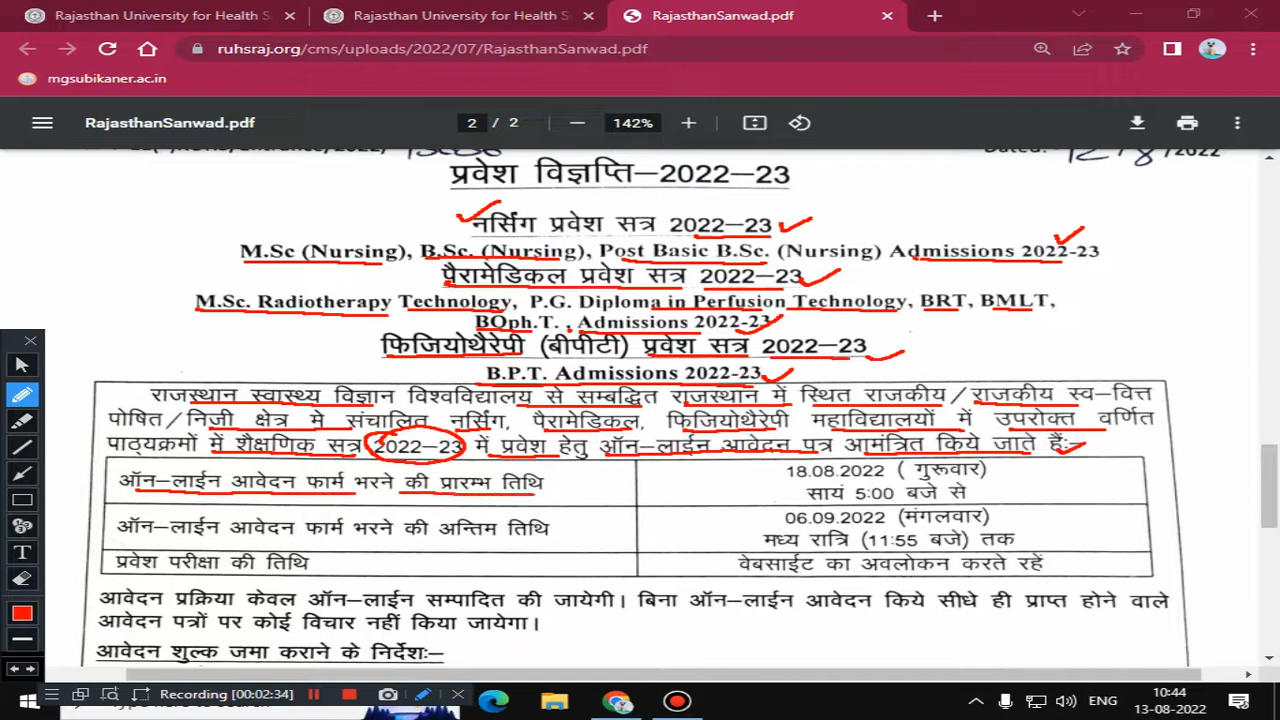 Rajasthan University for Health S
Rajasthan University for Health S
RajasthanSanwad.pdf
ruhsraj.org/cms/uploads/2022/07/RajasthanSanwad.pdf
mgsubikaner.ac.in
RajasthanSanwad.pdf
2 / 2
142%
2022
प्रवेश विज्ञप्ति–2022–23
नर्सिंग प्रवेश सत्र 2022–23
M.Sc (Nursing), B.Sc. (Nursing), Post Basic B.Sc. (Nursing) Admissions 2022-23
पैरामेडिकल प्रवेश सत्र 2022–23
M.Sc. Radiotherapy Technology, P.G. Diploma in Perfusion Technology, BRT, BMLT,
BOph.T. , Admissions 2022-23
फिजियोथैरेपी (बीपीटी) प्रवेश सत्र 2022–23
B.P.T. Admissions 2022-23
राजस्थान स्वास्थ्य विज्ञान विश्वविद्यालय से सम्बद्धित राजस्थान में स्थित राजकीय/राजकीय स्व–वित्त
पोषित/निजी क्षेत्र मे संचालित नर्सिंग, पैरामेडिकल, फिजियोथैरेपी महाविद्यालयों में उपरोक्त वर्णित
पाठ्यक्रमों में शैक्षणिक सत्र 2022–23 में प्रवेश हेतु ऑन–लाईन आवेदन पत्र आमंत्रित किये जाते हैंः–
ऑन–लाईन आवेदन फार्म भरने की प्रारम्भ तिथि
18.08.2022 ( गुरूवार)
सायं 5:00 बजे से
ऑन–लाईन आवेदन फार्म भरने की अन्तिम तिथि
06.09.2022 (मंगलवार)
मध्य रात्रि (11:55 बजे) तक
प्रवेश परीक्षा की तिथि
वेबसाईट का अवलोकन करते रहें
आवेदन प्रक्रिया केवल ऑन–लाईन सम्पादित की जायेगी। बिना ऑन–लाईन आवेदन किये सीधे ही प्राप्त होने वाले
आवेदन पत्रों पर कोई विचार नहीं किया जायेगा।
आवेदन शुल्क जमा कराने के निर्देशः–
Recording [00:02:34]
ENG
10:44
13-08-2022